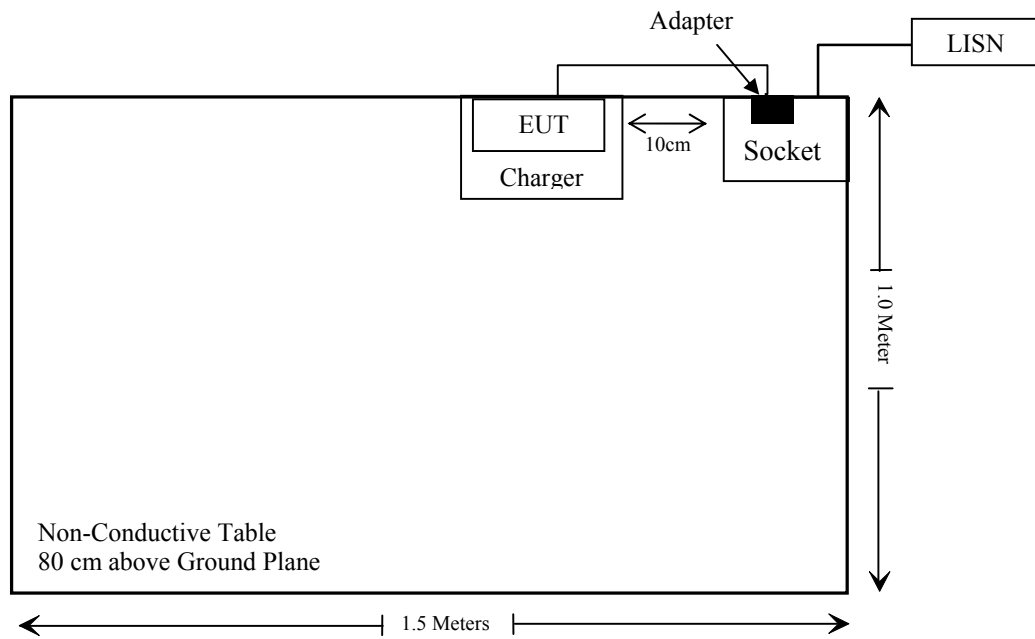 Adapter
LISN
EUT
10cm
Socket
Charger
1.0 Meter
Non-Conductive Table
80 cm above Ground Plane
1.5 Meters